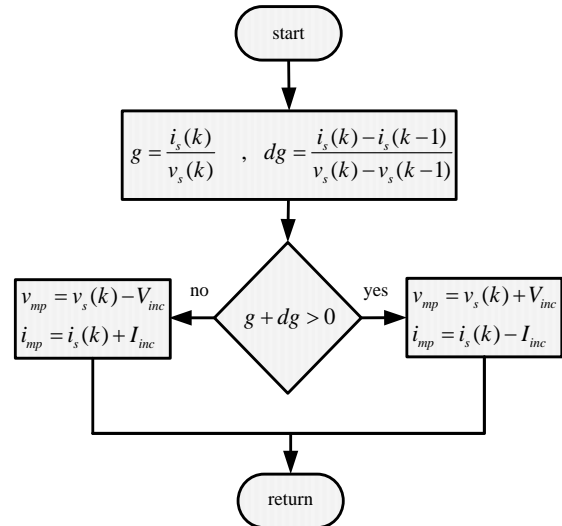 start
g = i_s(k) / v_s(k) , dg = (i_s(k) − i_s(k−1)) / (v_s(k) − v_s(k−1))
no
yes
v_mp = v_s(k) − V_inc
i_mp = i_s(k) + I_inc
g + dg > 0
v_mp = v_s(k) + V_inc
i_mp = i_s(k) − I_inc
return